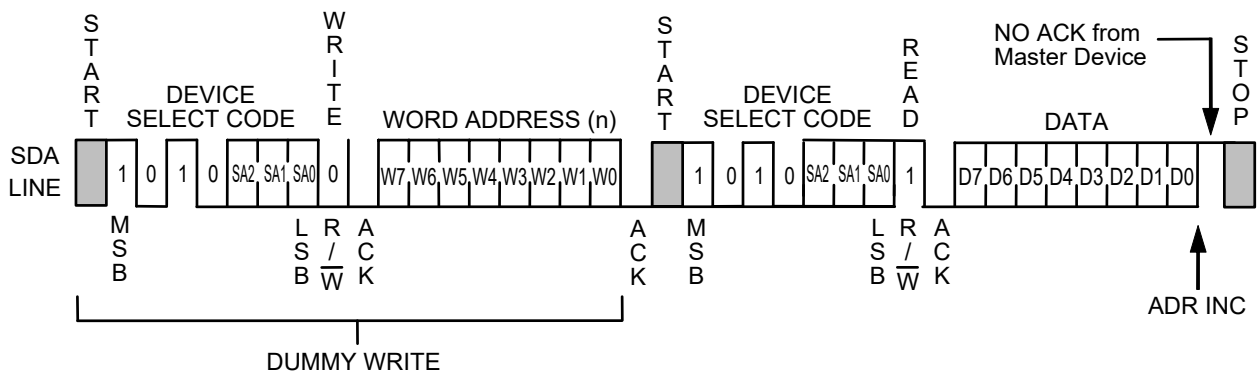 START
WRITE
START
READ
NO ACK from
Master Device
STOP
DEVICE
SELECT CODE
WORD ADDRESS (n)
DEVICE
SELECT CODE
DATA
SDA
LINE
1 0 1 0 SA2 SA1 SA0 0 W7 W6 W5 W4 W3 W2 W1 W0 1 0 1 0 SA2 SA1 SA0 1 D7 D6 D5 D4 D3 D2 D1 D0
MSB
LSB
R/W
ACK
ACK
MSB
LSB
R/W
ACK
ADR INC
DUMMY WRITE